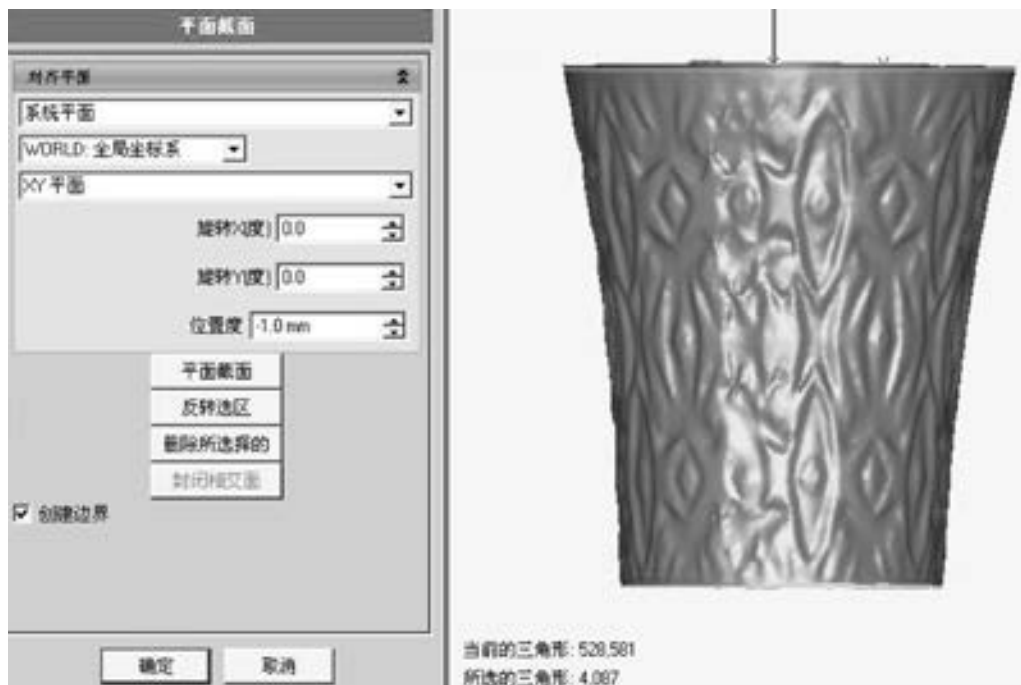 平面截面
对齐平面
系统平面
WORLD: 全局坐标系
XY 平面
旋转X(度) 0.0
旋转Y(度) 0.0
位置度 -1.0 mm
平面截面
反转选区
删除所选择的
封闭相交面
创建边界
确定
取消
当前的三角形: 528,581
所选的三角形: 4,087